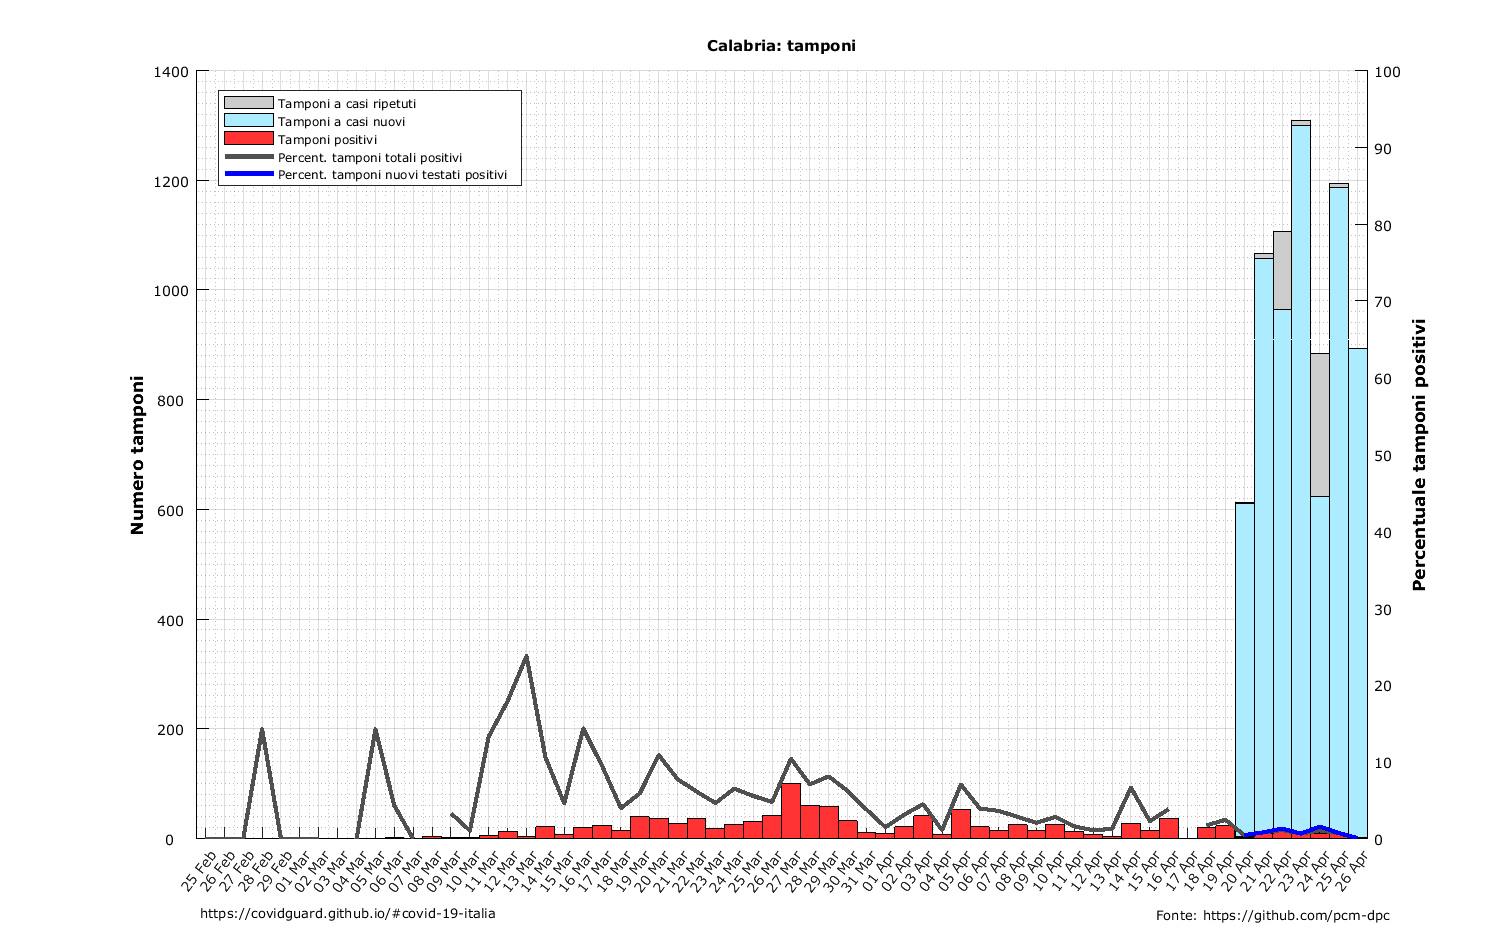 Calabria: tamponi
Tamponi a casi ripetuti
Tamponi a casi nuovi
Tamponi positivi
Percent. tamponi totali positivi
Percent. tamponi nuovi testati positivi
Numero tamponi
1400
1200
1000
800
600
400
200
0
Percentuale tamponi positivi
100
90
80
70
60
50
40
30
20
10
0
25 Feb
26 Feb
27 Feb
28 Feb
29 Feb
01 Mar
02 Mar
03 Mar
04 Mar
05 Mar
06 Mar
07 Mar
08 Mar
09 Mar
10 Mar
11 Mar
12 Mar
13 Mar
14 Mar
15 Mar
16 Mar
17 Mar
18 Mar
19 Mar
20 Mar
21 Mar
22 Mar
23 Mar
24 Mar
25 Mar
26 Mar
27 Mar
28 Mar
29 Mar
30 Mar
31 Mar
01 Apr
02 Apr
03 Apr
04 Apr
05 Apr
06 Apr
07 Apr
08 Apr
09 Apr
10 Apr
11 Apr
12 Apr
13 Apr
14 Apr
15 Apr
16 Apr
17 Apr
18 Apr
19 Apr
20 Apr
21 Apr
22 Apr
23 Apr
24 Apr
25 Apr
26 Apr
https://covidguard.github.io/#covid-19-italia
Fonte: https://github.com/pcm-dpc